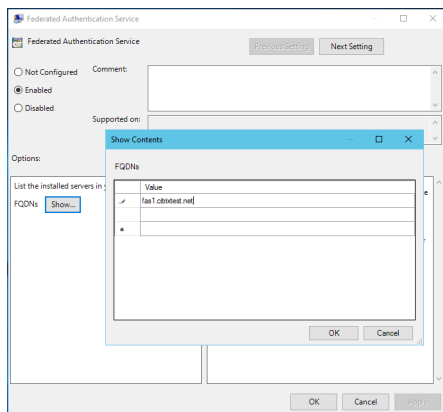 Federated Authentication Service
Federated Authentication Service
Previous Setting
Next Setting
Not Configured
Comment:
Enabled
Disabled
Supported on:
Options:
Show Contents
FQDNs
Value
fas1.citrixtest.net
OK
Cancel
List the installed servers in
FQDNs
Show...
OK
Cancel
Apply